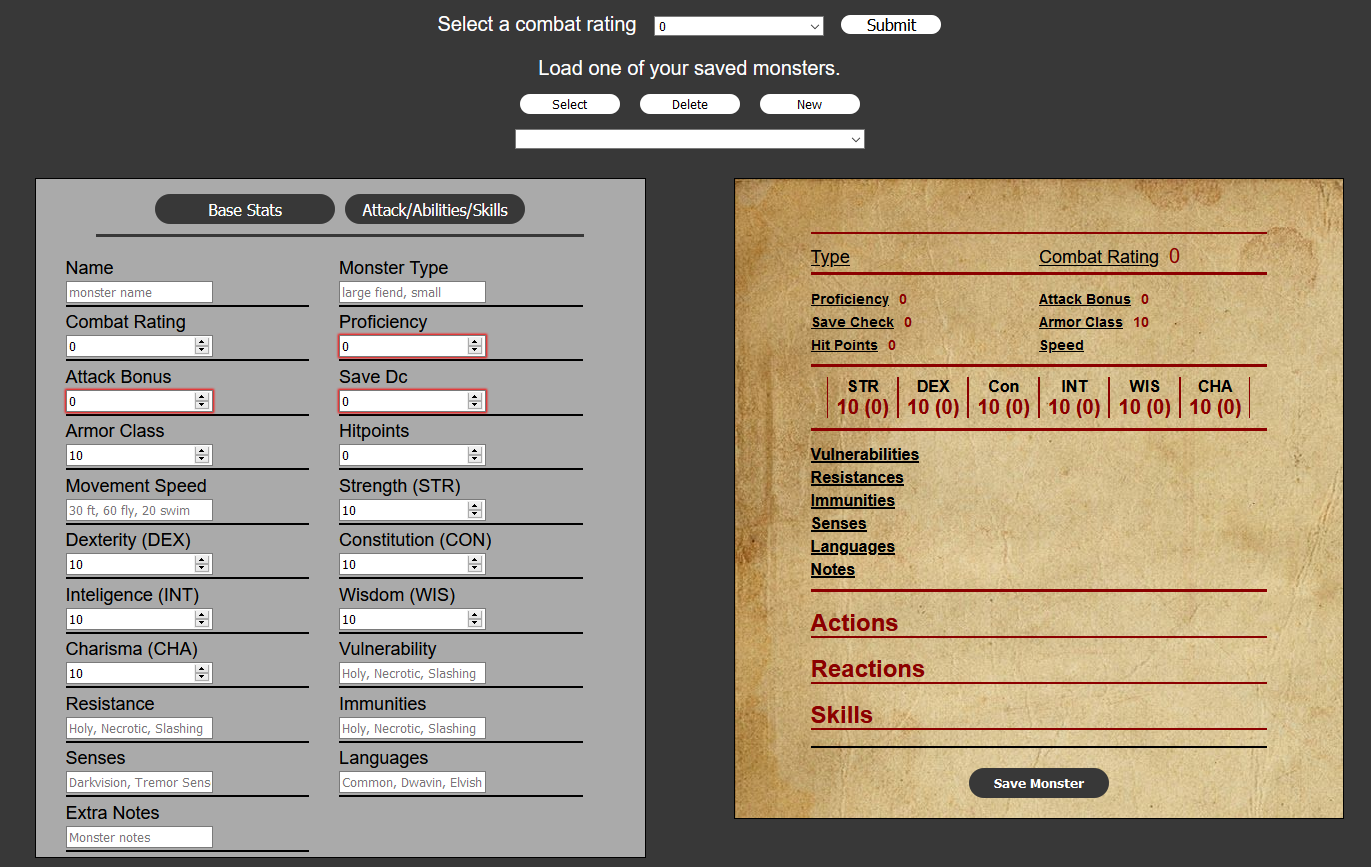 Select a combat rating 0 Submit
Load one of your saved monsters.
Select Delete New
Base Stats Attack/Abilities/Skills
Name Monster Type
monster name large fiend, small
Combat Rating Proficiency
0 0
Attack Bonus Save Dc
0 0
Armor Class Hitpoints
10 0
Movement Speed Strength (STR)
30 ft, 60 fly, 20 swim 10
Dexterity (DEX) Constitution (CON)
10 10
Inteligence (INT) Wisdom (WIS)
10 10
Charisma (CHA) Vulnerability
10 Holy, Necrotic, Slashing
Resistance Immunities
Holy, Necrotic, Slashing Holy, Necrotic, Slashing
Senses Languages
Darkvision, Tremor Sens Common, Dwavin, Elvish
Extra Notes
Monster notes
Type Combat Rating 0
Proficiency 0 Attack Bonus 0
Save Check 0 Armor Class 10
Hit Points 0 Speed
STR DEX Con INT WIS CHA
10 (0) 10 (0) 10 (0) 10 (0) 10 (0) 10 (0)
Vulnerabilities
Resistances
Immunities
Senses
Languages
Notes
Actions
Reactions
Skills
Save Monster